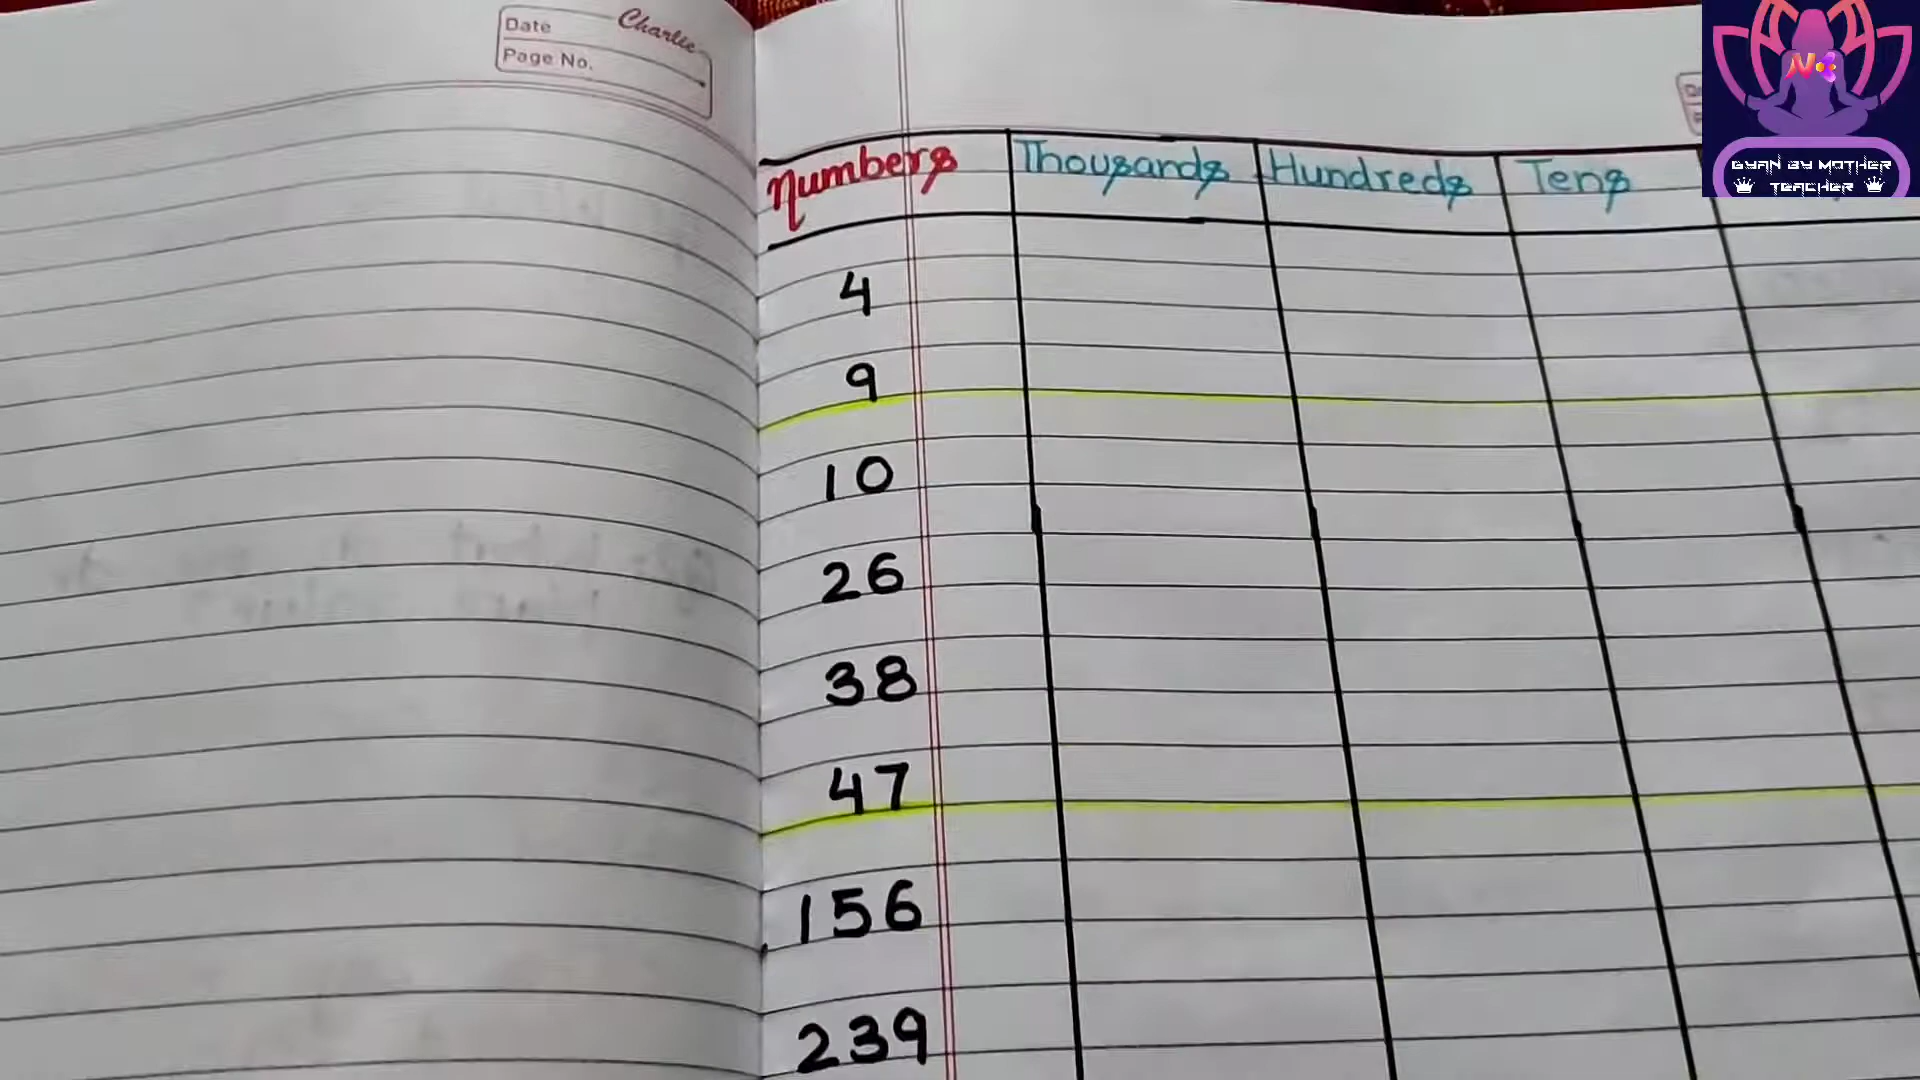 Date Charlie
Page No.
Numbers Thousands Hundreds Tens
4
9
10
26
38
47
156
239
GYAN BY MOTHER
TEACHER